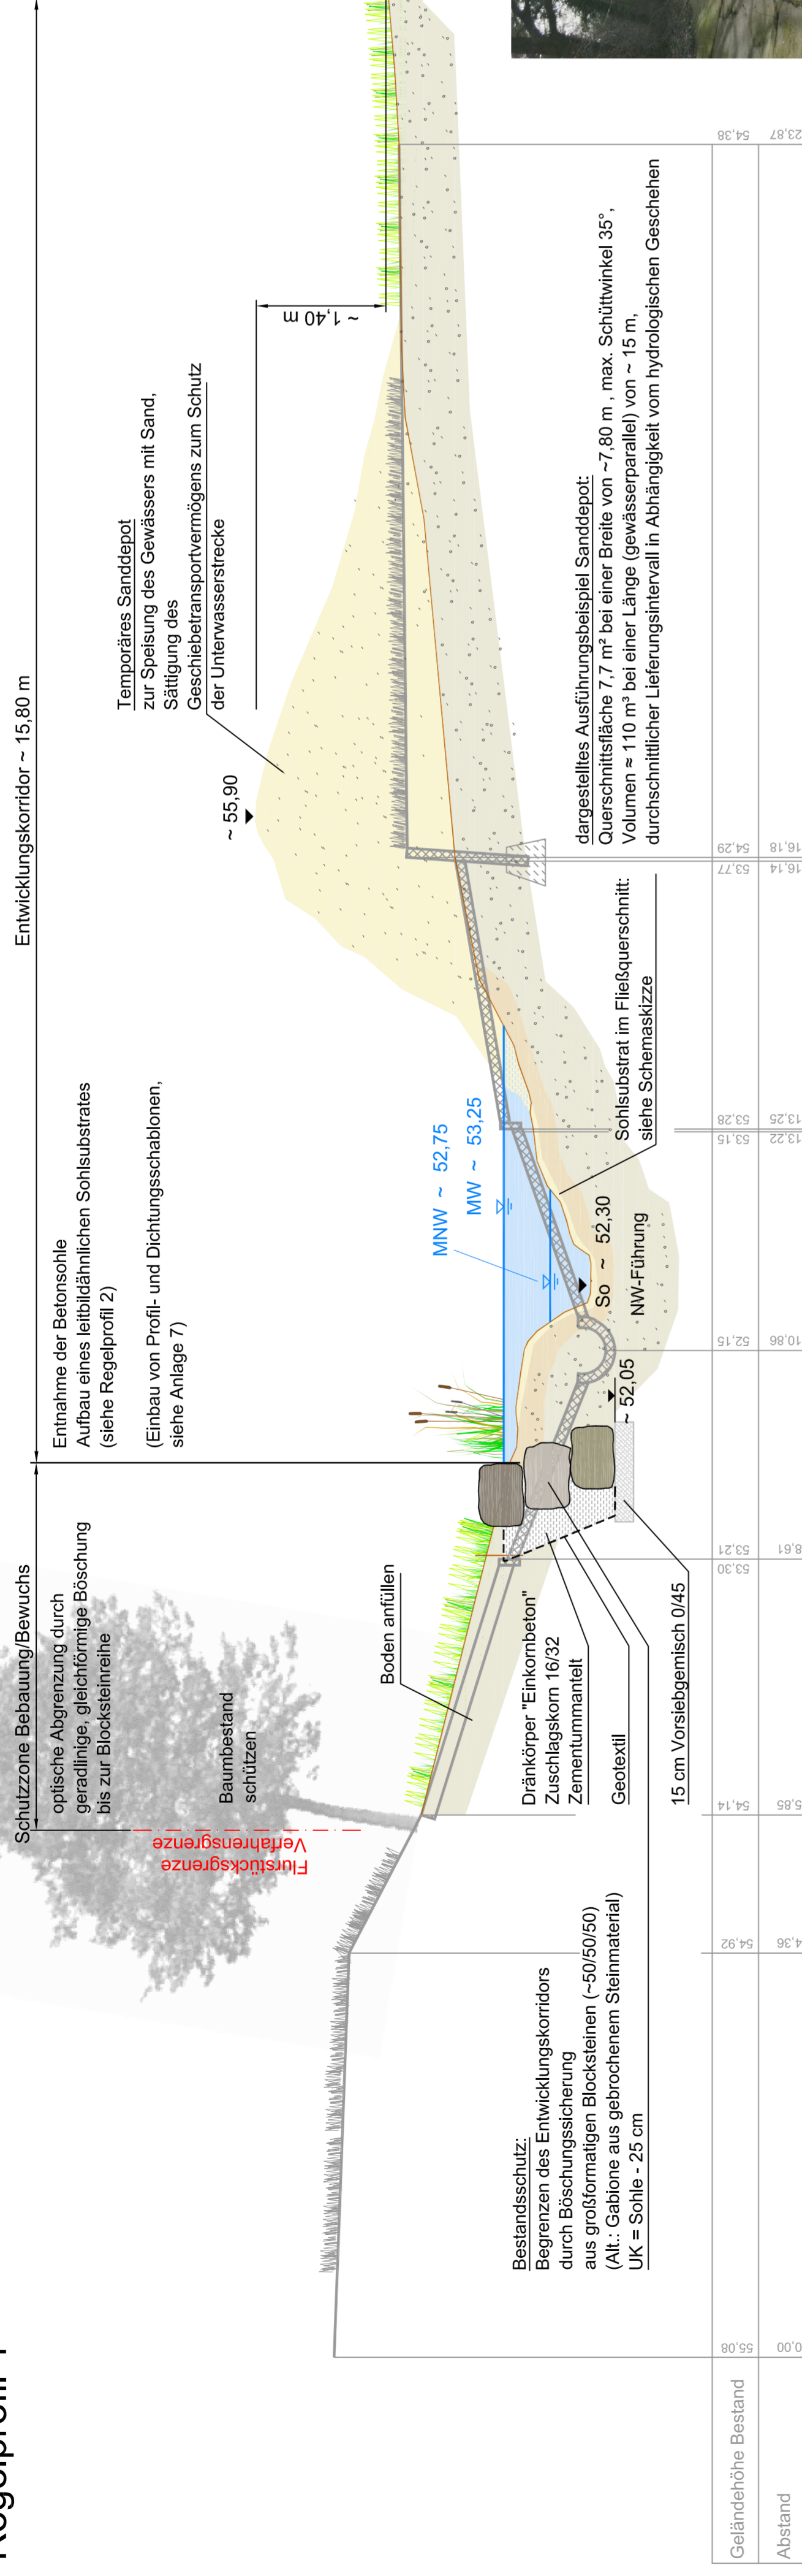 Schutzzone Bebauung/Bewuchs
optische Abgrenzung durch
geradlinige, gleichförmige Böschung
bis zur Blocksteinreihe
Baumbestand
schützen
Flurstücksgrenze
Verfahrensgrenze
Entwicklungskorridor ~ 15,80 m
Entnahme der Betonsohle
Aufbau eines leitbildähnlichen Sohlsubstrates
(siehe Regelprofil 2)
(Einbau von Profil- und Dichtungsschablonen,
siehe Anlage 7)
Temporäres Sanddepot
zur Speisung des Gewässers mit Sand,
Sättigung des
Geschiebetransportvermögens zum Schutz
der Unterwasserstrecke
~ 55,90
~ 1,40 m
Boden anfüllen
MNW ~ 52,75
MW ~ 53,25
So ~ 52,30
NW-Führung
~ 52,05
Bestandsschutz:
Begrenzen des Entwicklungskorridors
durch Böschungssicherung
aus großformatigen Blocksteinen (~50/50/50)
(Alt.: Gabione aus gebrochenem Steinmaterial)
UK = Sohle - 25 cm
Dränkörper "Einkornbeton"
Zuschlagskorn 16/32
Zementummantelt
Geotextil
15 cm Vorsiebgemisch 0/45
Sohlsubstrat im Fließquerschnitt:
siehe Schemaskizze
dargestelltes Ausführungsbeispiel Sanddepot:
Querschnittsfläche 7,7 m² bei einer Breite von ~7,80 m , max. Schüttwinkel 35° ,
Volumen ≈ 110 m³ bei einer Länge (gewässerparallel) von ~ 15 m,
durchschnittlicher Lieferungsintervall in Abhängigkeit vom hydrologischen Geschehen
Geländehöhe Bestand 55,08 54,92 54,14 53,30 53,21 52,15 53,15 53,28 53,77 54,29 54,38
Abstand 0,00 4,36 5,85 8,61 10,86 13,22 13,25 16,14 16,18 23,87